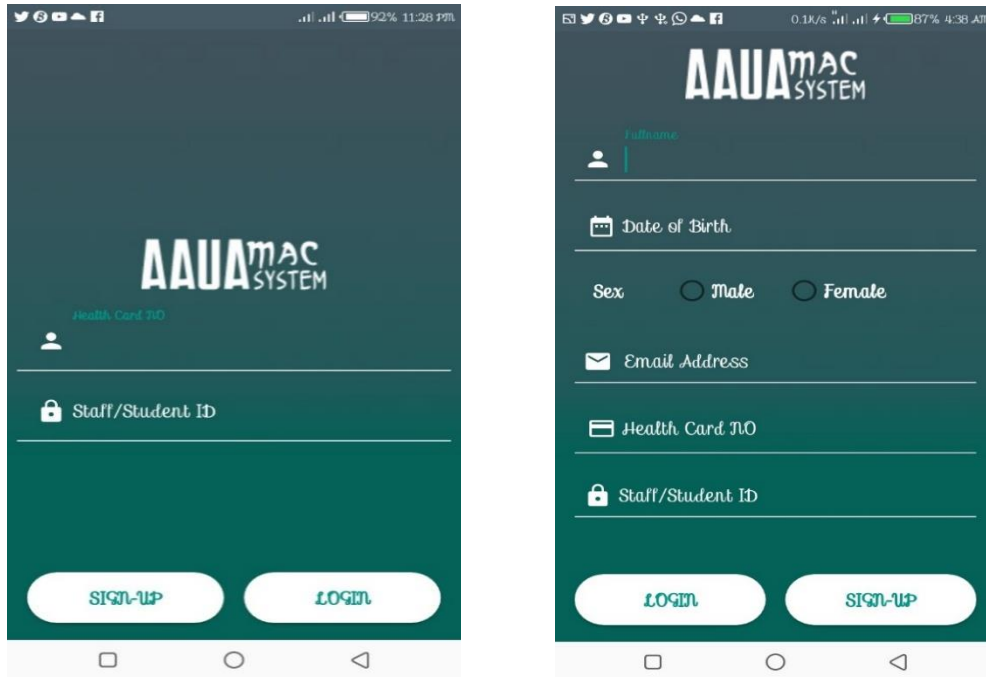 92% 11:28 PM
AAUA MAC
SYSTEM
Health Card NO
Staff/Student ID
SIGN-UP LOGIN
0.1K/s 87% 4:38 AM
AAUA MAC
SYSTEM
Fullname
Date of Birth
Sex Male Female
Email Address
Health Card NO
Staff/Student ID
LOGIN SIGN-UP